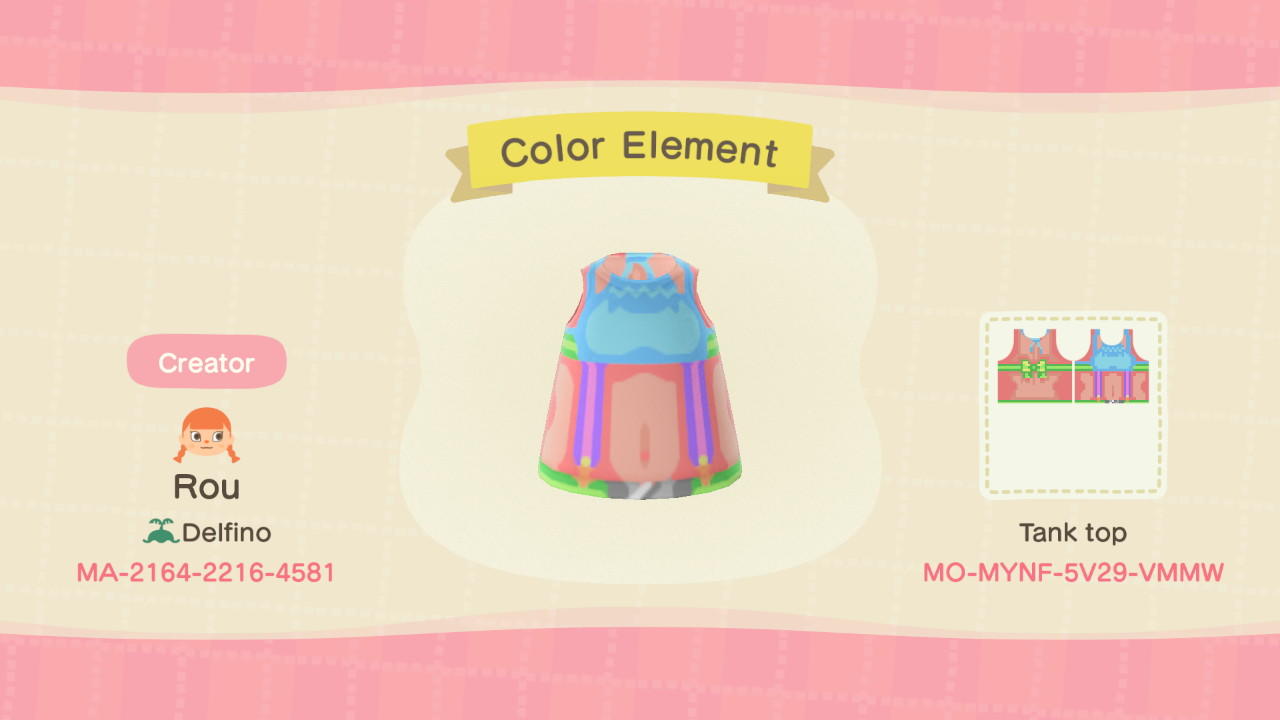 Color Element
Creator
Rou
Delfino
MA-2164-2216-4581
Tank top
MO-MYNF-5V29-VMMW